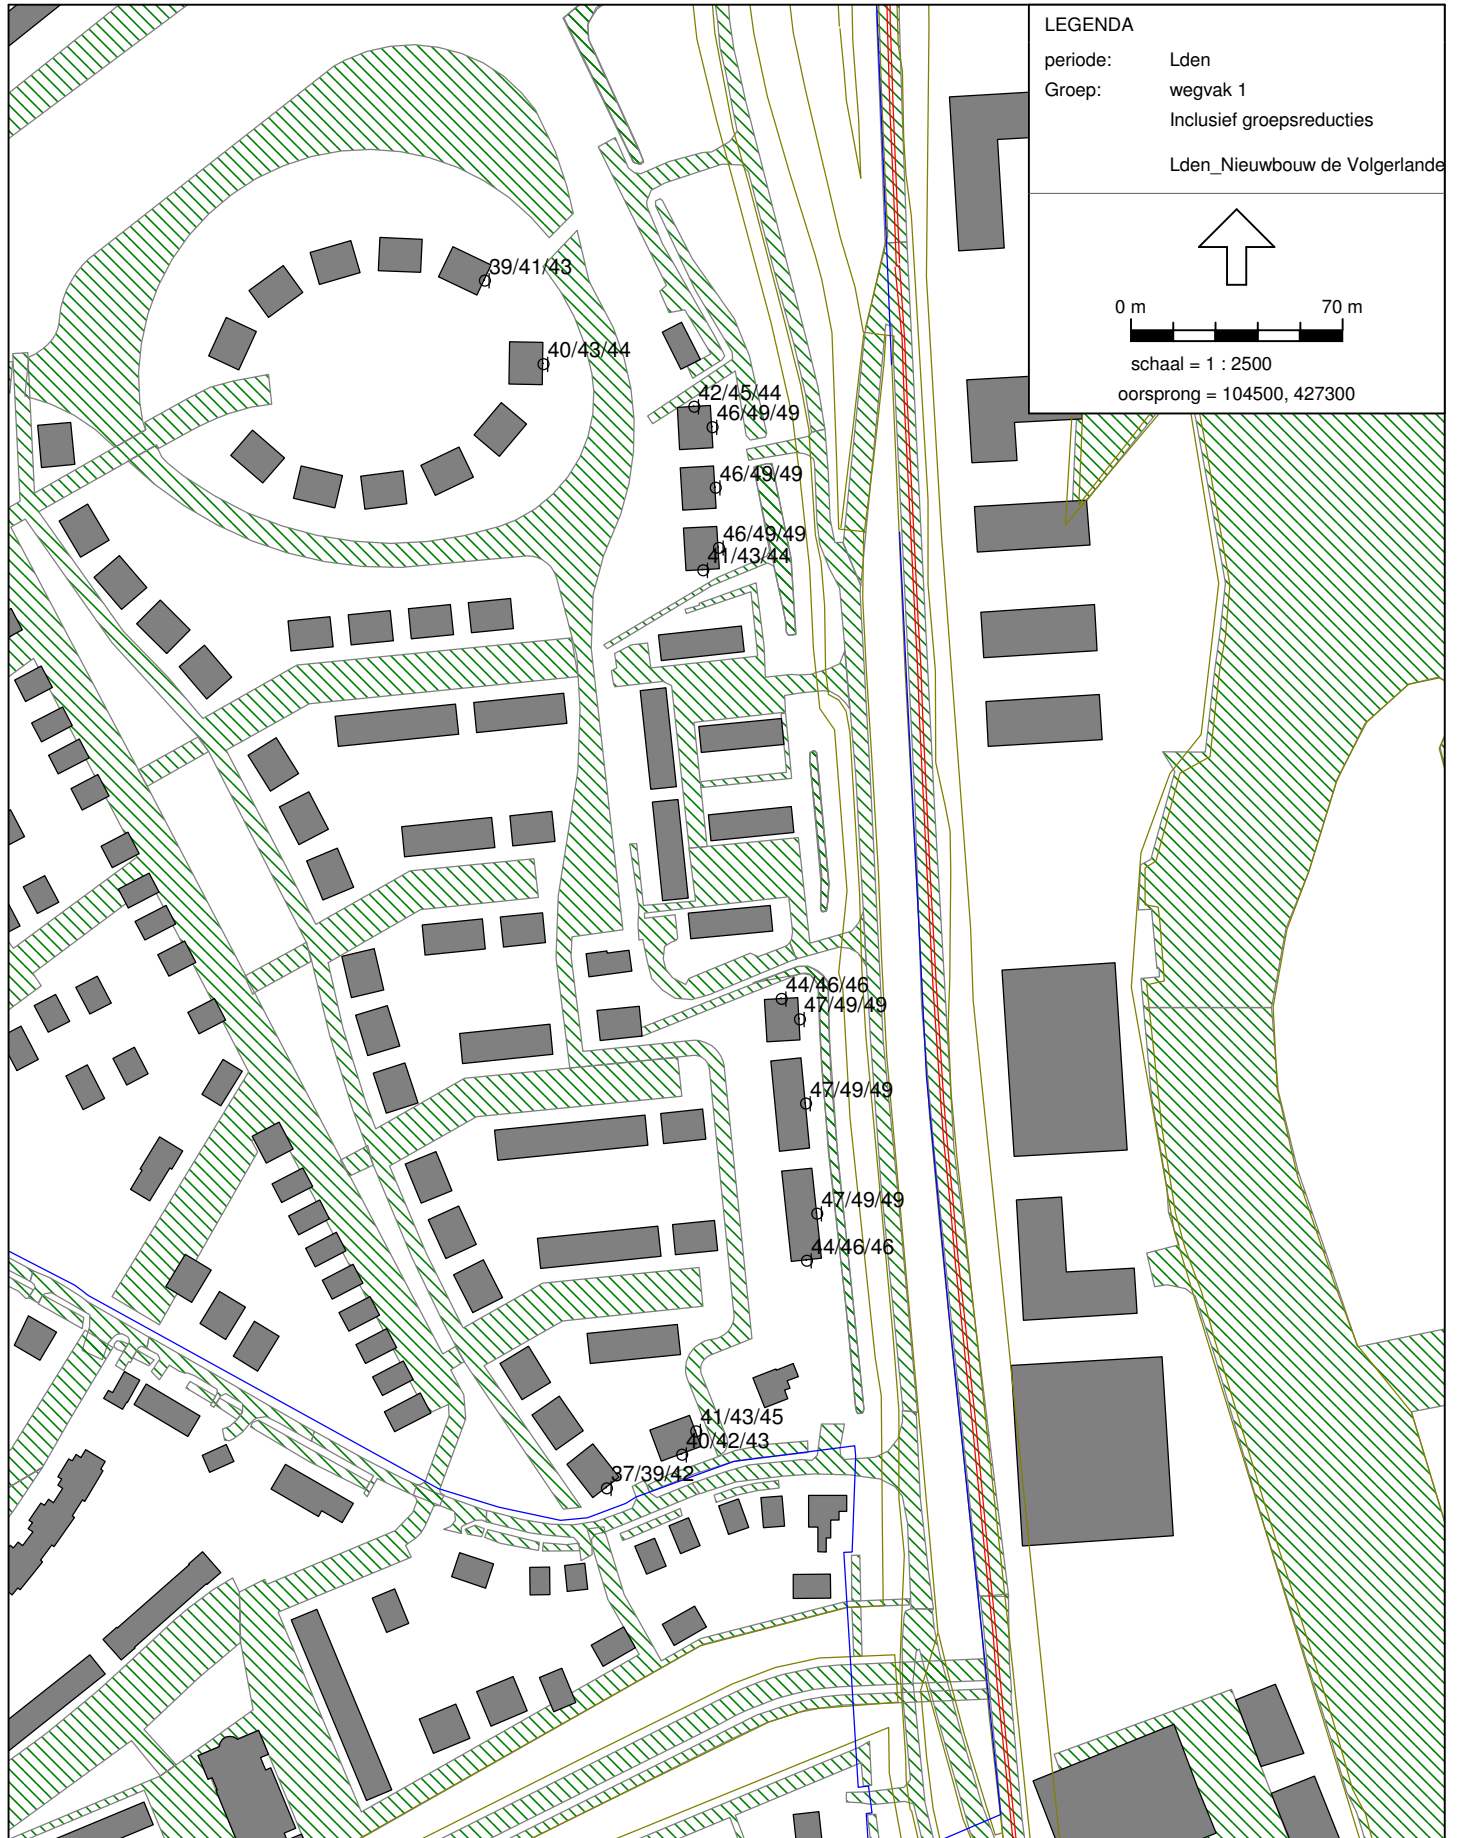 LEGENDA
periode: Lden
Groep: wegvak 1
Inclusief groepsreducties
Lden_Nieuwbouw de Volgerlande
0 m 70 m
schaal = 1 : 2500
oorsprong = 104500, 427300
39/41/43
40/43/44
42/45/44
46/49/49
46/49/49
46/49/49
41/43/44
44/46/46
47/49/49
47/49/49
47/49/49
44/46/46
41/43/45
40/42/43
37/39/42